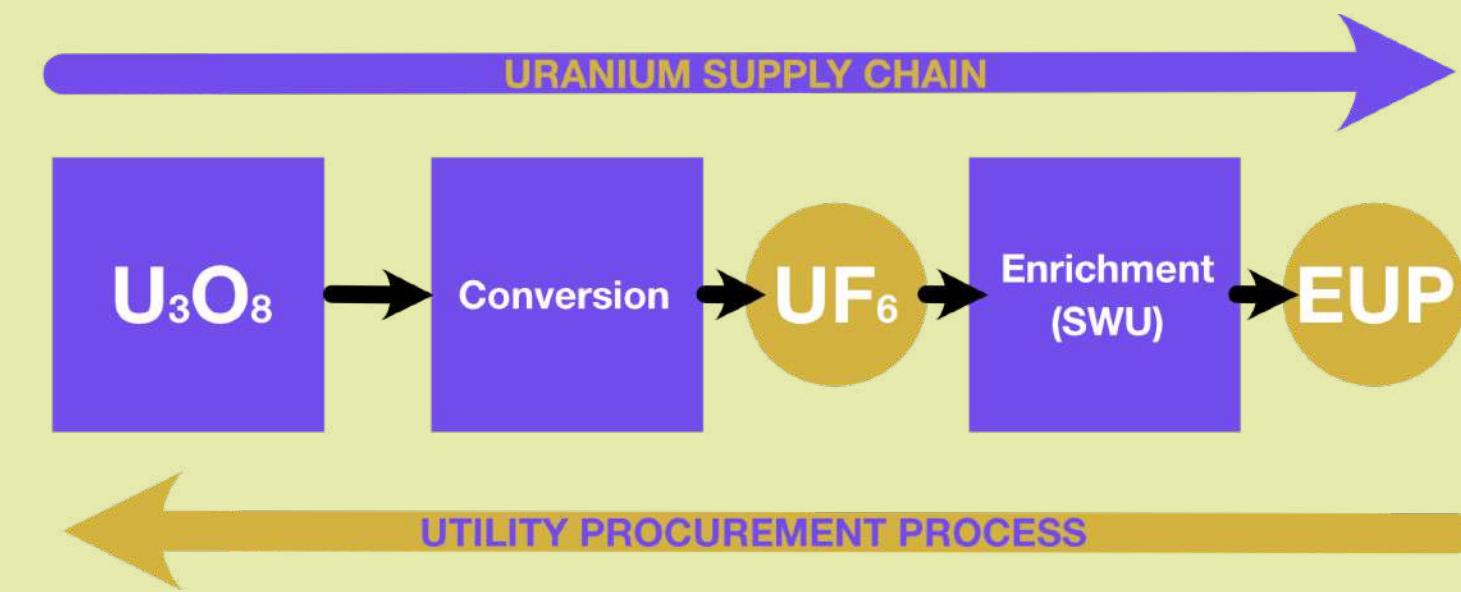 URANIUM SUPPLY CHAIN
U₃O₈
Conversion
UF₆
Enrichment
(SWU)
EUP
UTILITY PROCUREMENT PROCESS